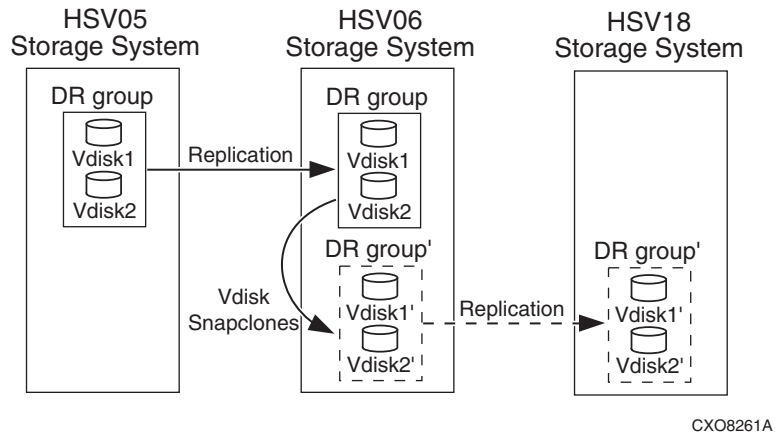 HSV05
Storage System
HSV06
Storage System
HSV18
Storage System
DR group
Vdisk1
Vdisk2
Replication
DR group
Vdisk1
Vdisk2
Vdisk
Snapclones
DR group'
Vdisk1'
Vdisk2'
Replication
DR group'
Vdisk1'
Vdisk2'
CXO8261A